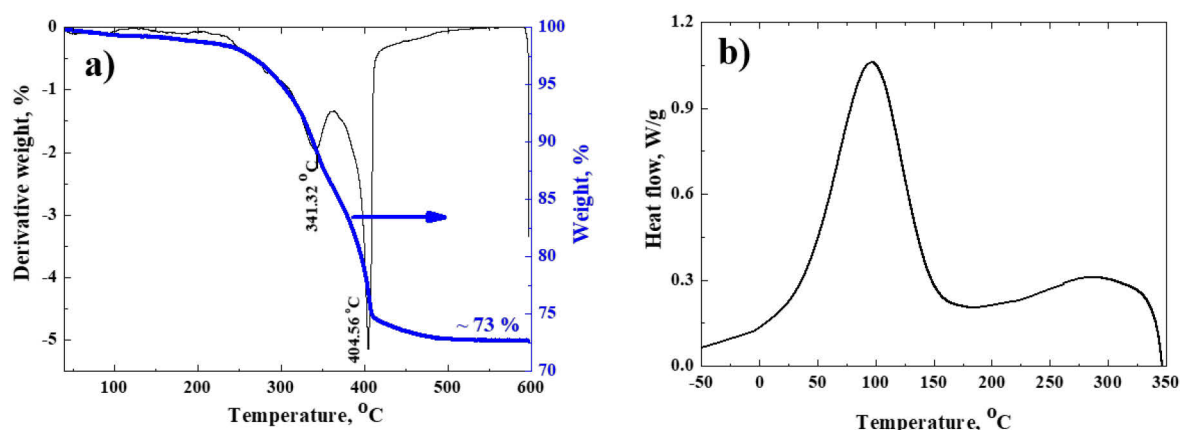 a)
0
-1
-2
-3
-4
-5
Derivative weight, %
100
95
90
85
80
75
70
Weight, %
341.32 °C
404.56 °C
~ 73 %
100 200 300 400 500 600
Temperature, °C
b)
1.2
0.9
0.6
0.3
0.0
Heat flow, W/g
-50 0 50 100 150 200 250 300 350
Temperature, °C